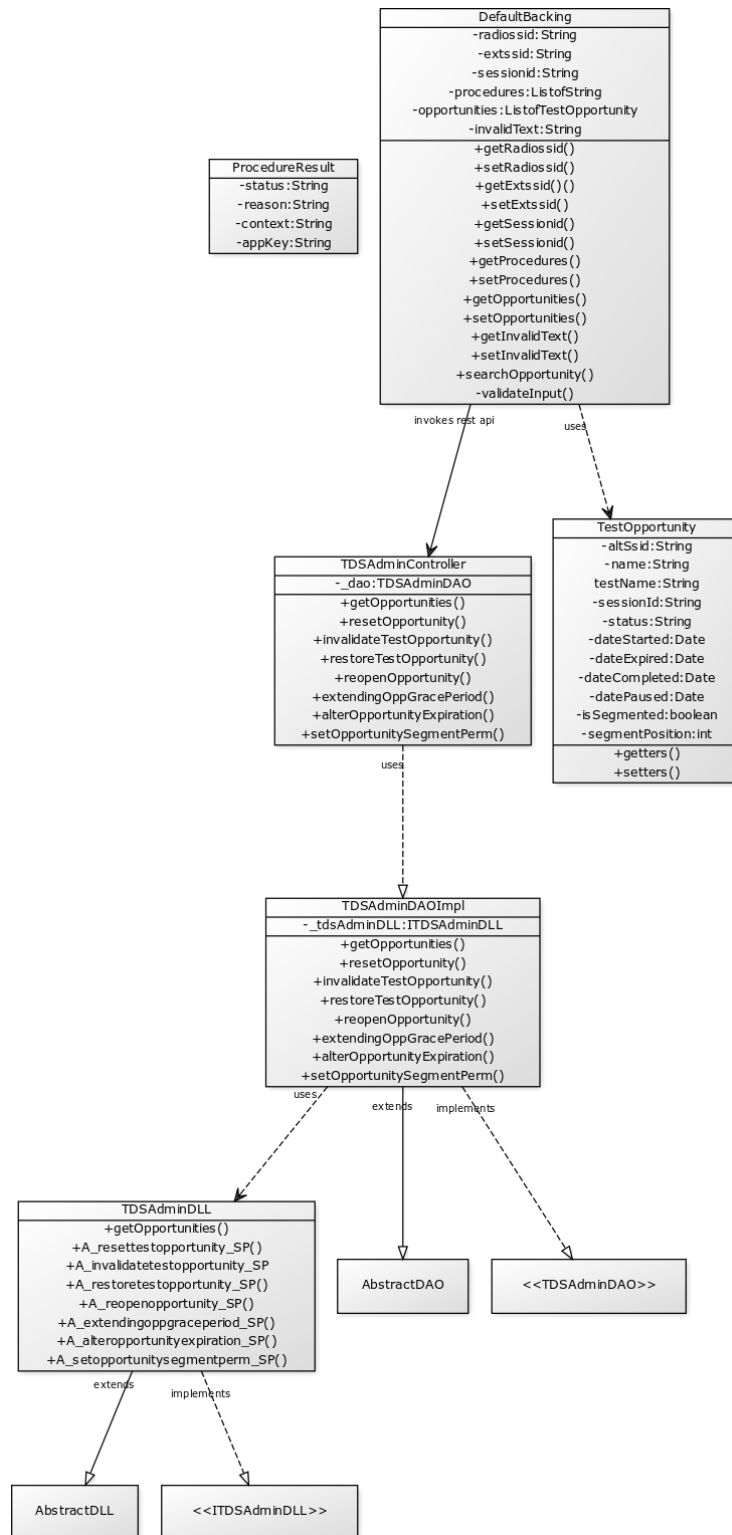 DefaultBacking
-radiossid:String
-extssid:String
-sessionid:String
-procedures:ListofString
-opportunities:ListofTestOpportunity
-invalidText:String
+getRadiossid()
+setRadiossid()
+getExtssid()()
+setExtssid()
+getSessionid()
+setSessionid()
+getProcedures()
+setProcedures()
+getOpportunities()
+setOpportunities()
+getInvalidText()
+setInvalidText()
+searchOpportunity()
-validateInput()
ProcedureResult
-status:String
-reason:String
-context:String
-appKey:String
invokes rest api
uses
TDSAdminController
-_dao:TDSAdminDAO
+getOpportunities()
+resetOpportunity()
+invalidateTestOpportunity()
+restoreTestOpportunity()
+reopenOpportunity()
+extendingOppGracePeriod()
+alterOpportunityExpiration()
+setOpportunitySegmentPerm()
TestOpportunity
-altSsid:String
-name:String
testName:String
-sessionId:String
-status:String
-dateStarted:Date
-dateExpired:Date
-dateCompleted:Date
-datePaused:Date
-isSegmented:boolean
-segmentPosition:int
+getters()
+setters()
uses
TDSAdminDAOImpl
-_tdsAdminDLL:ITDSAdminDLL
+getOpportunities()
+resetOpportunity()
+invalidateTestOpportunity()
+restoreTestOpportunity()
+reopenOpportunity()
+extendingOppGracePeriod()
+alterOpportunityExpiration()
+setOpportunitySegmentPerm()
uses
extends
implements
TDSAdminDLL
+getOpportunities()
+A_resettestopportunity_SP()
+A_invalidatetestopportunity_SP
+A_restoretestopportunity_SP()
+A_reopenopportunity_SP()
+A_extendingoppgraceperiod_SP()
+A_alteropportunityexpiration_SP()
+A_setopportunitysegmentperm_SP()
AbstractDAO
<<TDSAdminDAO>>
extends
implements
AbstractDLL
<<ITDSAdminDLL>>